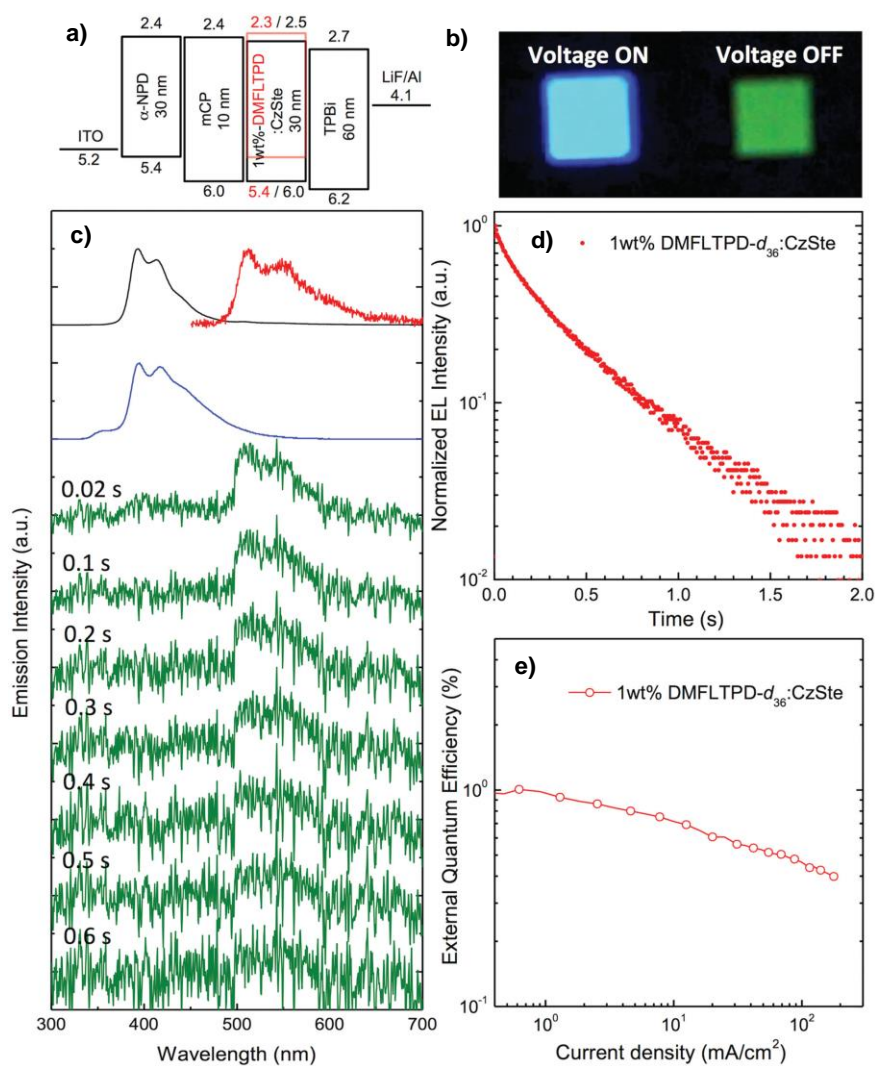 a)
2.4
2.4
2.3 / 2.5
2.7
α-NPD
30 nm
mCP
10 nm
1wt%-DMFLTPD
:CzSte
30 nm
TPBi
60 nm
LiF/Al
4.1
ITO
5.2
5.4
6.0
5.4 / 6.0
6.2
b)
Voltage ON
Voltage OFF
c)
0.02 s
0.1 s
0.2 s
0.3 s
0.4 s
0.5 s
0.6 s
Emission Intensity (a.u.)
300
400
500
600
700
Wavelength (nm)
d)
1wt% DMFLTPD-d36:CzSte
Normalized EL Intensity (a.u.)
10^0
10^-1
10^-2
0.0
0.5
1.0
1.5
2.0
Time (s)
e)
1wt% DMFLTPD-d36:CzSte
External Quantum Efficiency (%)
10^0
10^-1
10^0
10^1
10^2
Current density (mA/cm²)